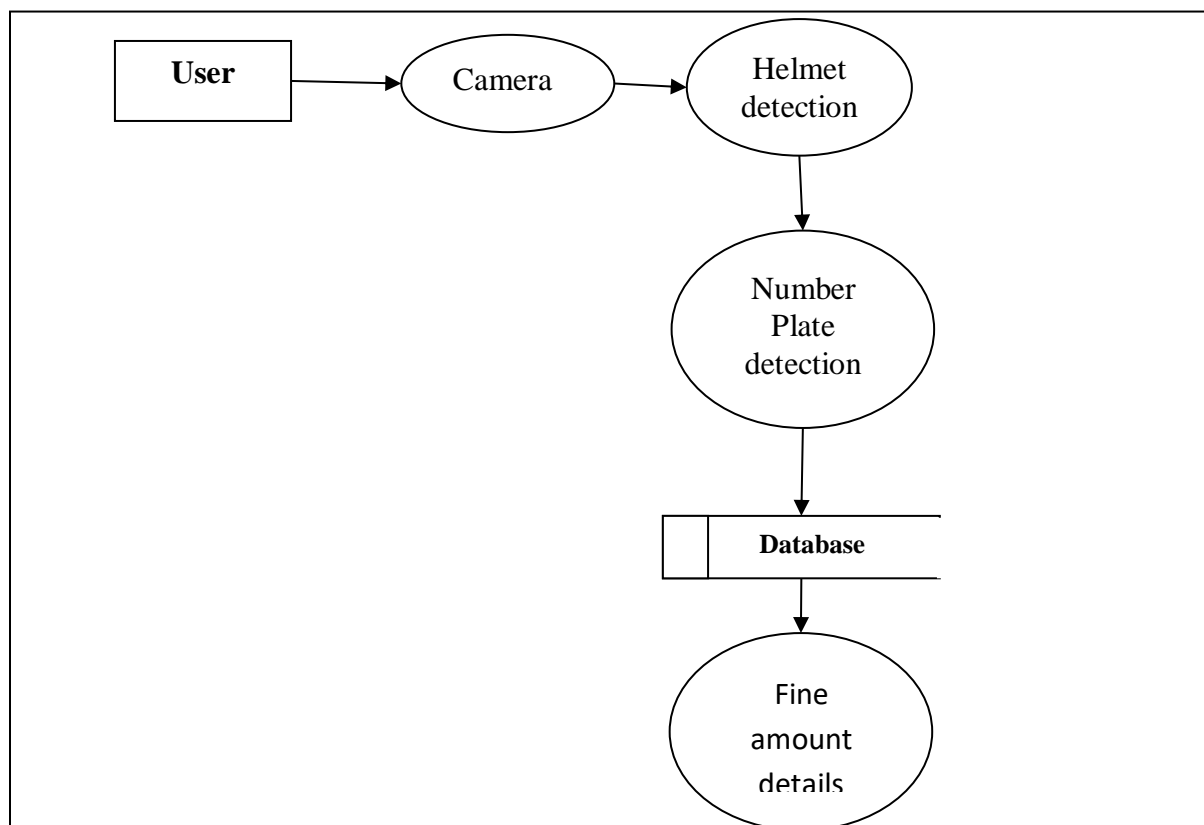 User
Camera
Helmet
detection
Number
Plate
detection
Database
Fine
amount
details